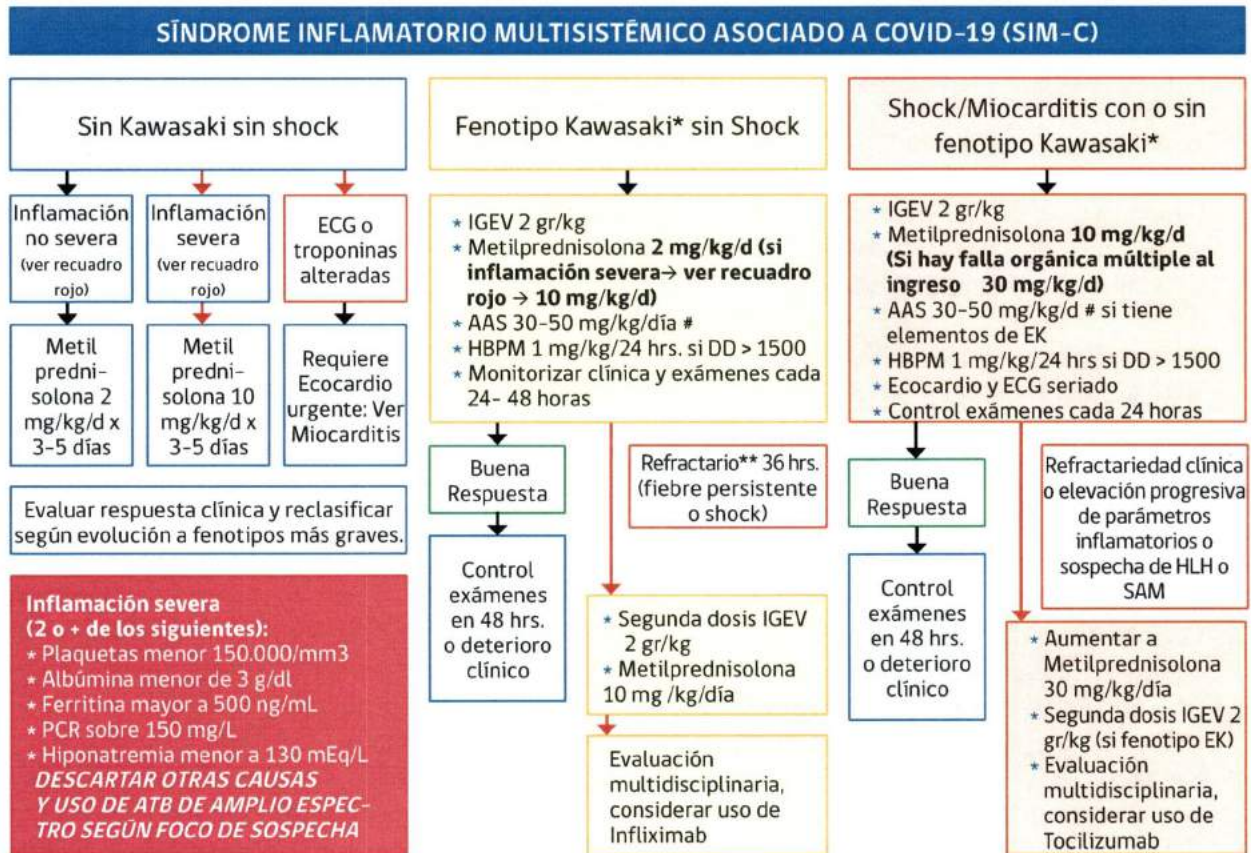 SÍNDROME INFLAMATORIO MULTISISTÉMICO ASOCIADO A COVID-19 (SIM-C)
Sin Kawasaki sin shock
Inflamación
no severa
(ver recuadro
rojo)
Inflamación
severa
(ver recuadro
rojo)
ECG o
troponinas
alteradas
Metil
predni-
solona 2
mg/kg/d x
3-5 días
Metil
predni-
solona 10
mg/kg/d x
3-5 días
Requiere
Ecocardio
urgente: Ver
Miocarditis
Evaluar respuesta clínica y reclasificar
según evolución a fenotipos más graves.
Inflamación severa
(2 o + de los siguientes):
* Plaquetas menor 150.000/mm3
* Albúmina menor de 3 g/dl
* Ferritina mayor a 500 ng/mL
* PCR sobre 150 mg/L
* Hiponatremia menor a 130 mEq/L
DESCARTAR OTRAS CAUSAS
Y USO DE ATB DE AMPLIO ESPEC-
TRO SEGÚN FOCO DE SOSPECHA
Fenotipo Kawasaki* sin Shock
* IGEV 2 gr/kg
* Metilprednisolona 2 mg/kg/d (si
inflamación severa→ ver recuadro
rojo → 10 mg/kg/d)
* AAS 30-50 mg/kg/día #
* HBPM 1 mg/kg/24 hrs. si DD > 1500
* Monitorizar clínica y exámenes cada
24- 48 horas
Buena
Respuesta
Control
exámenes
en 48 hrs.
o deterioro
clínico
Refractario** 36 hrs.
(fiebre persistente
o shock)
* Segunda dosis IGEV
2 gr/kg
* Metilprednisolona
10 mg /kg/día
Evaluación
multidisciplinaria,
considerar uso de
Infliximab
Shock/Miocarditis con o sin
fenotipo Kawasaki*
* IGEV 2 gr/kg
* Metilprednisolona 10 mg/kg/d
(Si hay falla orgánica múltiple al
ingreso 30 mg/kg/d)
* AAS 30-50 mg/kg/d # si tiene
elementos de EK
* HBPM 1 mg/kg/24 hrs si DD > 1500
* Ecocardio y ECG seriado
* Control exámenes cada 24 horas
Buena
Respuesta
Control
exámenes
en 48 hrs.
o deterioro
clínico
Refractariedad clínica
o elevación progresiva
de parámetros
inflamatorios o
sospecha de HLH o
SAM
* Aumentar a
Metilprednisolona
30 mg/kg/día
* Segunda dosis IGEV 2
gr/kg (si fenotipo EK)
* Evaluación
multidisciplinaria,
considerar uso de
Tocilizumab